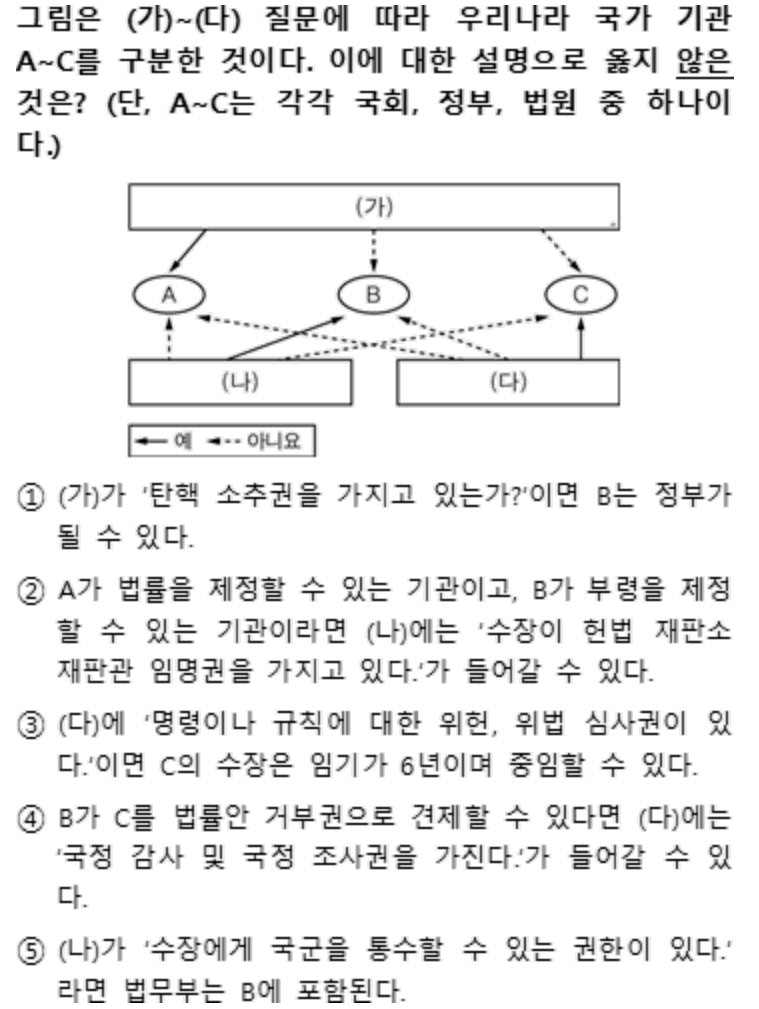 그림은 (가)~(다) 질문에 따라 우리나라 국가 기관
A~C를 구분한 것이다. 이에 대한 설명으로 옳지 않은
것은? (단, A~C는 각각 국회, 정부, 법원 중 하나이
다.)
(가)
A B C
(나) (다)
예 아니요
① (가)가 '탄핵 소추권을 가지고 있는가?'이면 B는 정부가
될 수 있다.
② A가 법률을 제정할 수 있는 기관이고, B가 부령을 제정
할 수 있는 기관이라면 (나)에는 '수장이 헌법 재판소
재판관 임명권을 가지고 있다.'가 들어갈 수 있다.
③ (다)에 '명령이나 규칙에 대한 위헌, 위법 심사권이 있
다.'이면 C의 수장은 임기가 6년이며 중임할 수 있다.
④ B가 C를 법률안 거부권으로 견제할 수 있다면 (다)에는
'국정 감사 및 국정 조사권을 가진다.'가 들어갈 수 있
다.
⑤ (나)가 '수장에게 국군을 통수할 수 있는 권한이 있다.'
라면 법무부는 B에 포함된다.